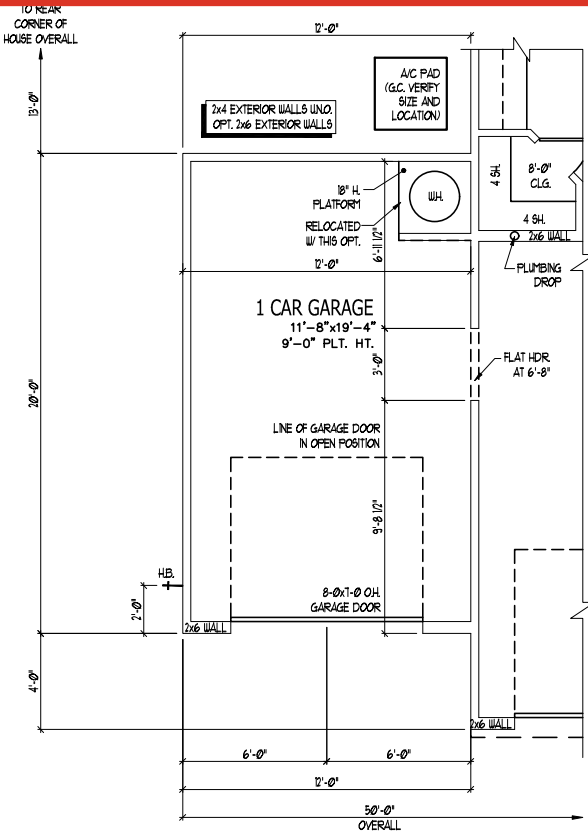 TO REAR
CORNER OF
HOUSE OVERALL
12'-0"
A/C PAD
(G.C. VERIFY
SIZE AND
LOCATION)
13'-0"
2x4 EXTERIOR WALLS U.N.O.
OPT. 2x6 EXTERIOR WALLS
18" H.
PLATFORM
W.H.
4 SH.
8'-0"
CLG.
RELOCATED
W/ THIS OPT.
4 SH.
2x6 WALL
6'-11 1/2"
12'-0"
PLUMBING
DROP
1 CAR GARAGE
11'-8"x19'-4"
9'-0" PLT. HT.
3'-0"
FLAT HDR.
AT 6'-8"
20'-0"
LINE OF GARAGE DOOR
IN OPEN POSITION
9'-8 1/2"
H.B.
2'-0"
8-0x7-0 O.H.
GARAGE DOOR
2x6 WALL
4'-0"
2x6 WALL
6'-0"
6'-0"
12'-0"
50'-0"
OVERALL